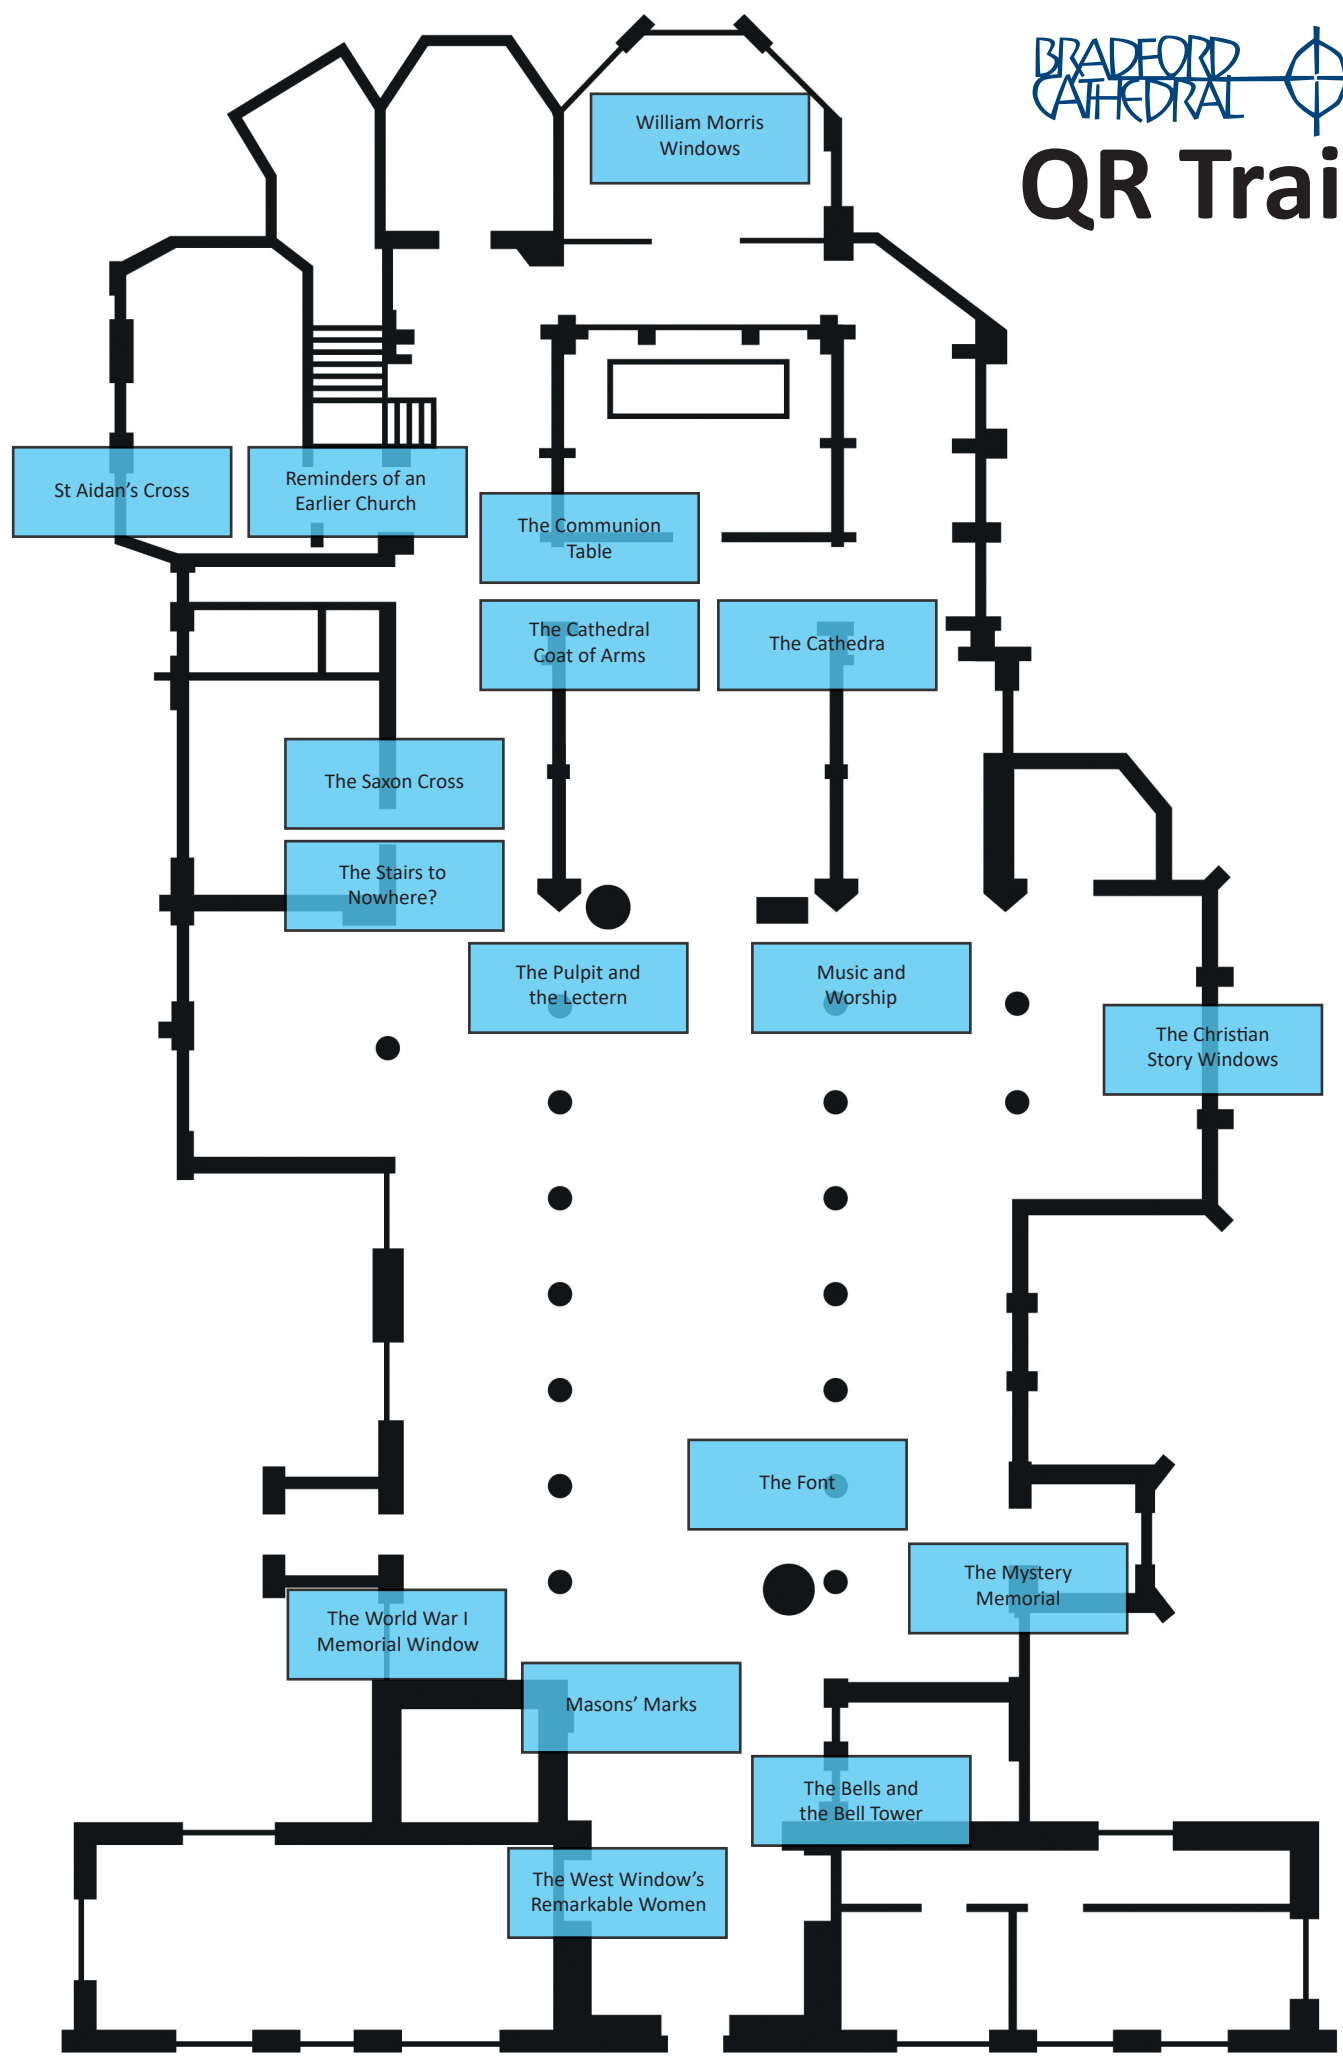 BRADFORD
CATHEDRAL
QR Trai
William Morris
Windows
St Aidan's Cross
Reminders of an
Earlier Church
The Communion
Table
The Cathedral
Coat of Arms
The Cathedra
The Saxon Cross
The Stairs to
Nowhere?
The Pulpit and
the Lectern
Music and
Worship
The Christian
Story Windows
The Font
The Mystery
Memorial
The World War I
Memorial Window
Masons' Marks
The Bells and
the Bell Tower
The West Window's
Remarkable Women